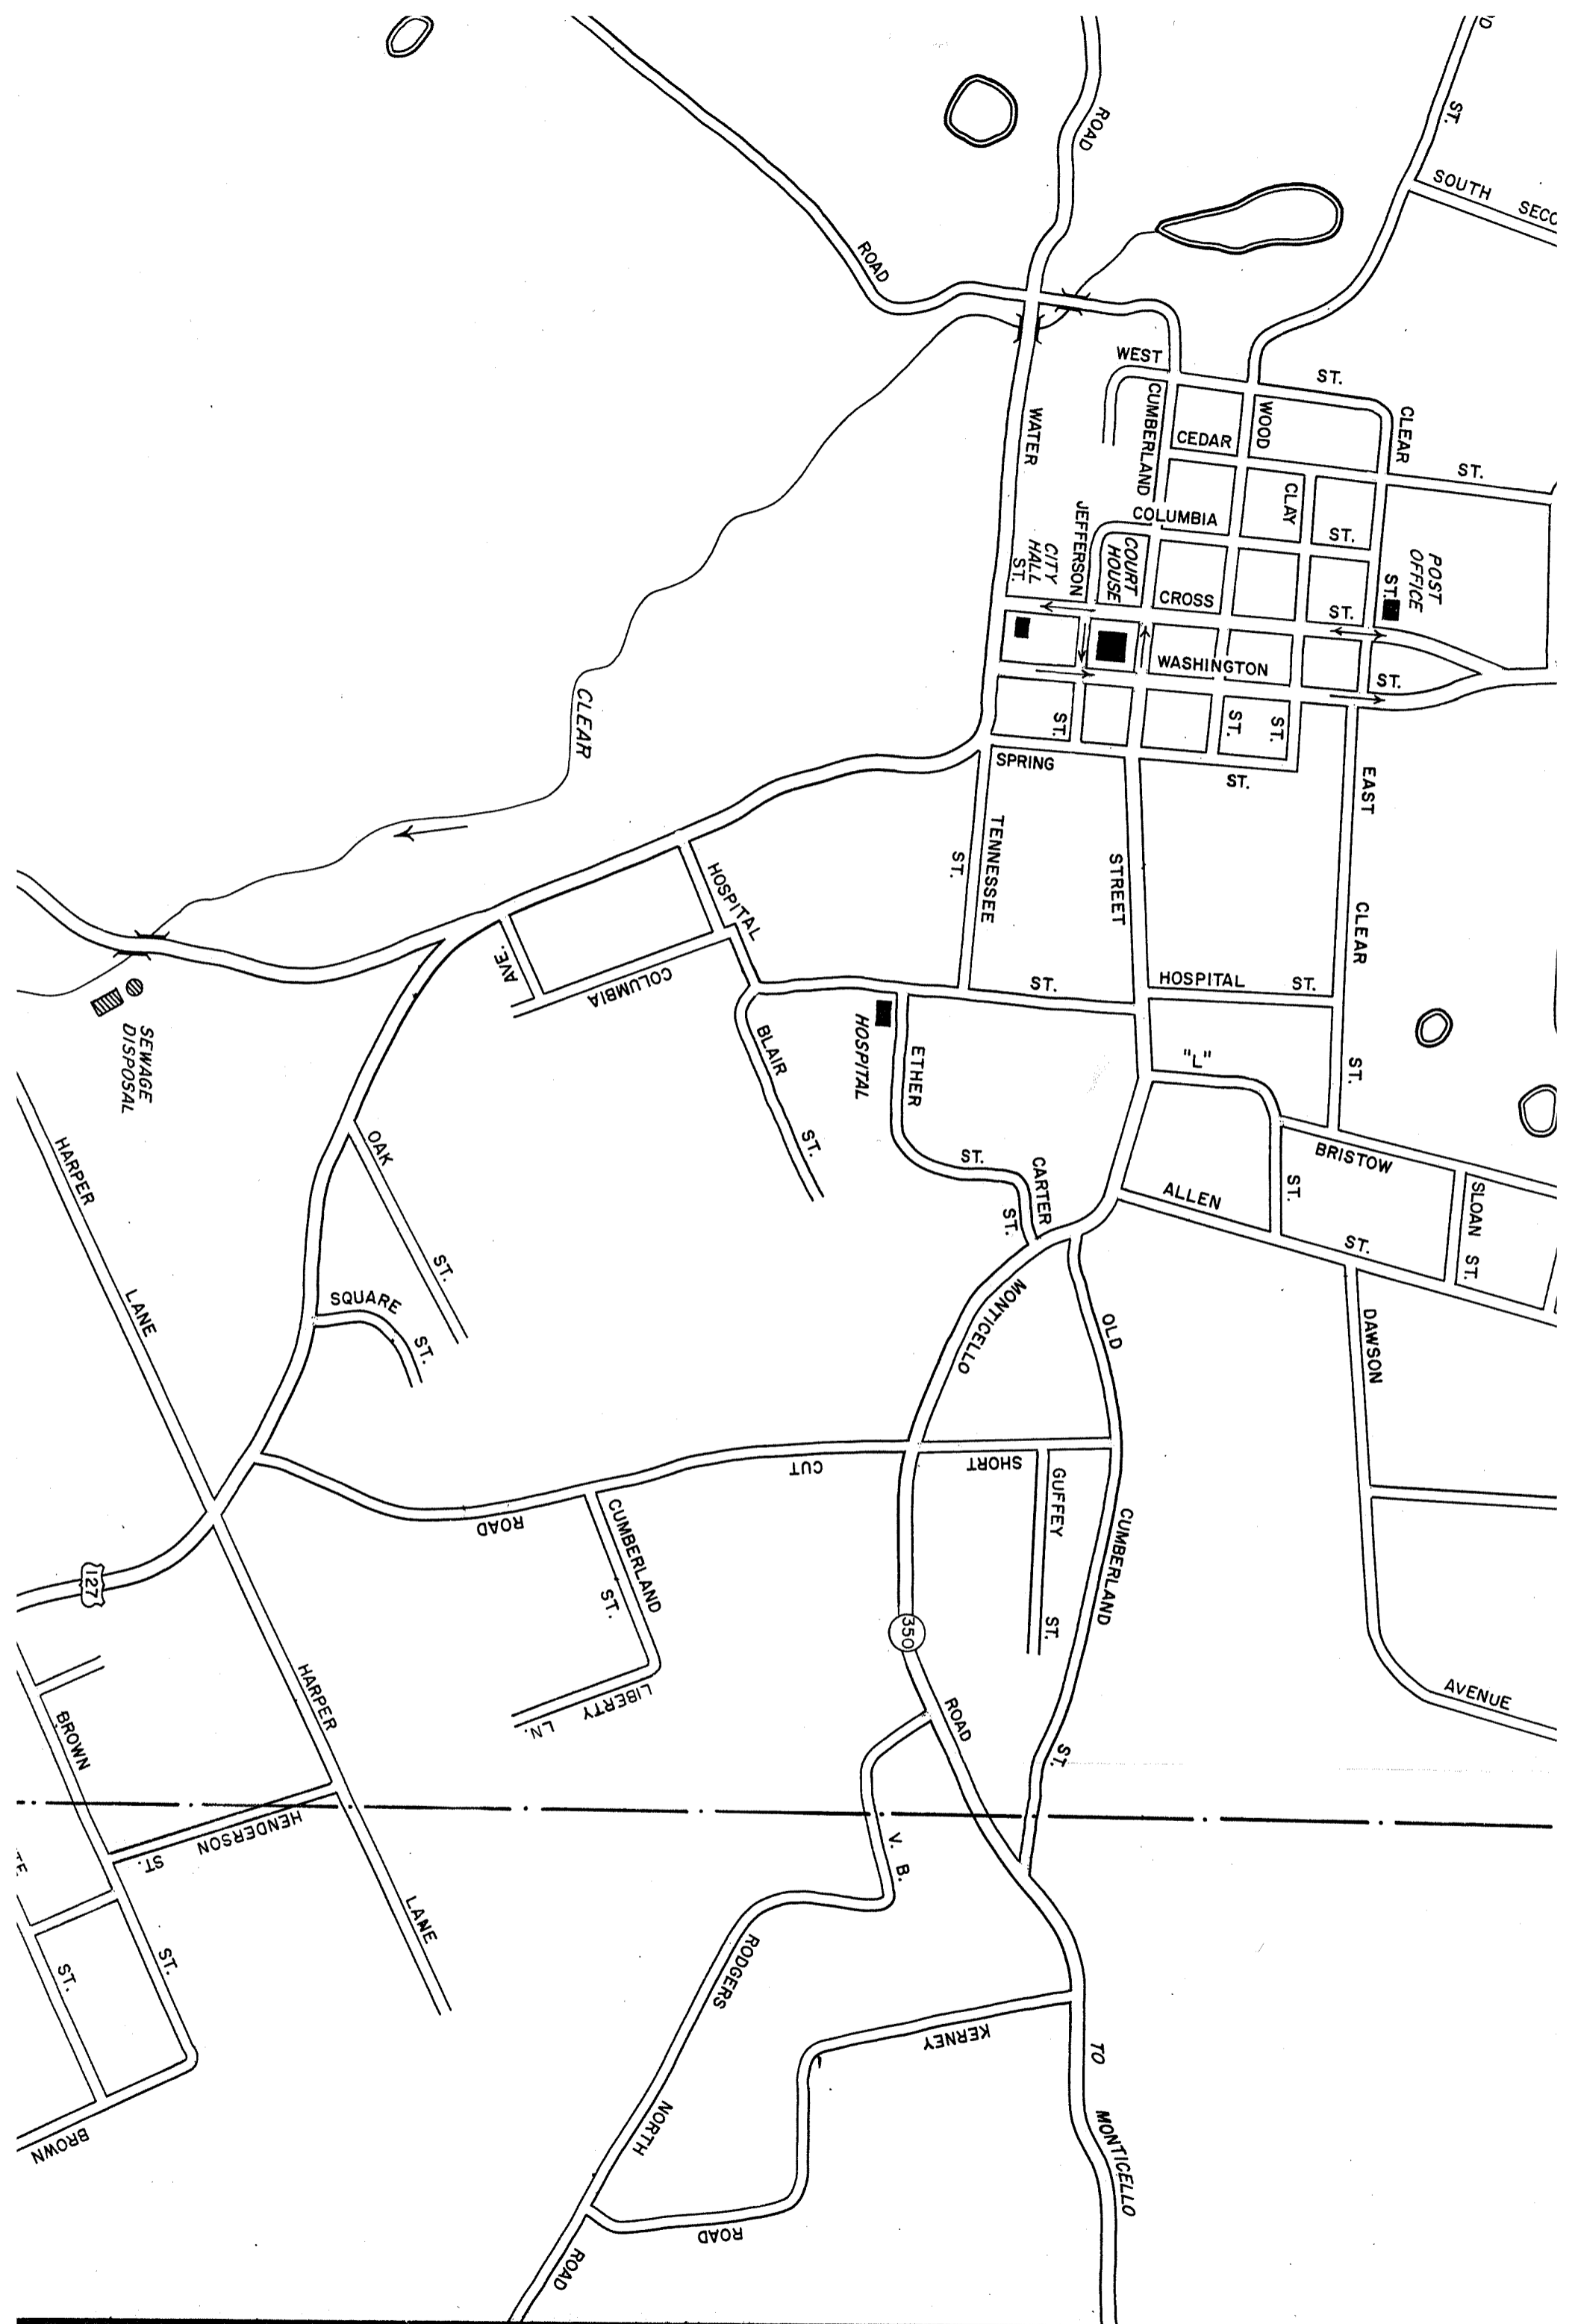 ROAD
ST.
SOUTH SECO
ROAD
WEST ST.
CUMBERLAND
WOOD
CLEAR
CEDAR ST.
WATER
CLAY
COLUMBIA ST.
JEFFERSON
CITY HALL
ST.
COURT HOUSE
POST OFFICE
ST.
CROSS ST.
WASHINGTON ST.
CLEAR
ST.
ST.
ST.
SPRING ST.
EAST CLEAR ST.
TENNESSEE ST.
STREET
HOSPITAL ST.
HOSPITAL ST.
AVE.
COLUMBIA
HOSPITAL
BLAIR ST.
ETHER ST.
"L" ST.
SEWAGE DISPOSAL
BRISTOW
SLOAN ST.
ALLEN ST.
CARTER ST.
OAK ST.
HARPER LANE
SQUARE ST.
MONTICELLO
OLD CUMBERLAND ST.
DAWSON AVENUE
SHORT CUT ROAD
GUFFEY ST.
CUMBERLAND ST.
127
350
LIBERTY LN.
ROAD
HARPER LANE
BROWN ST.
HENDERSON ST.
ST.
BROWN
V. B. RODGERS
NORTH ROAD
KERNEY ROAD
TO MONTICELLO